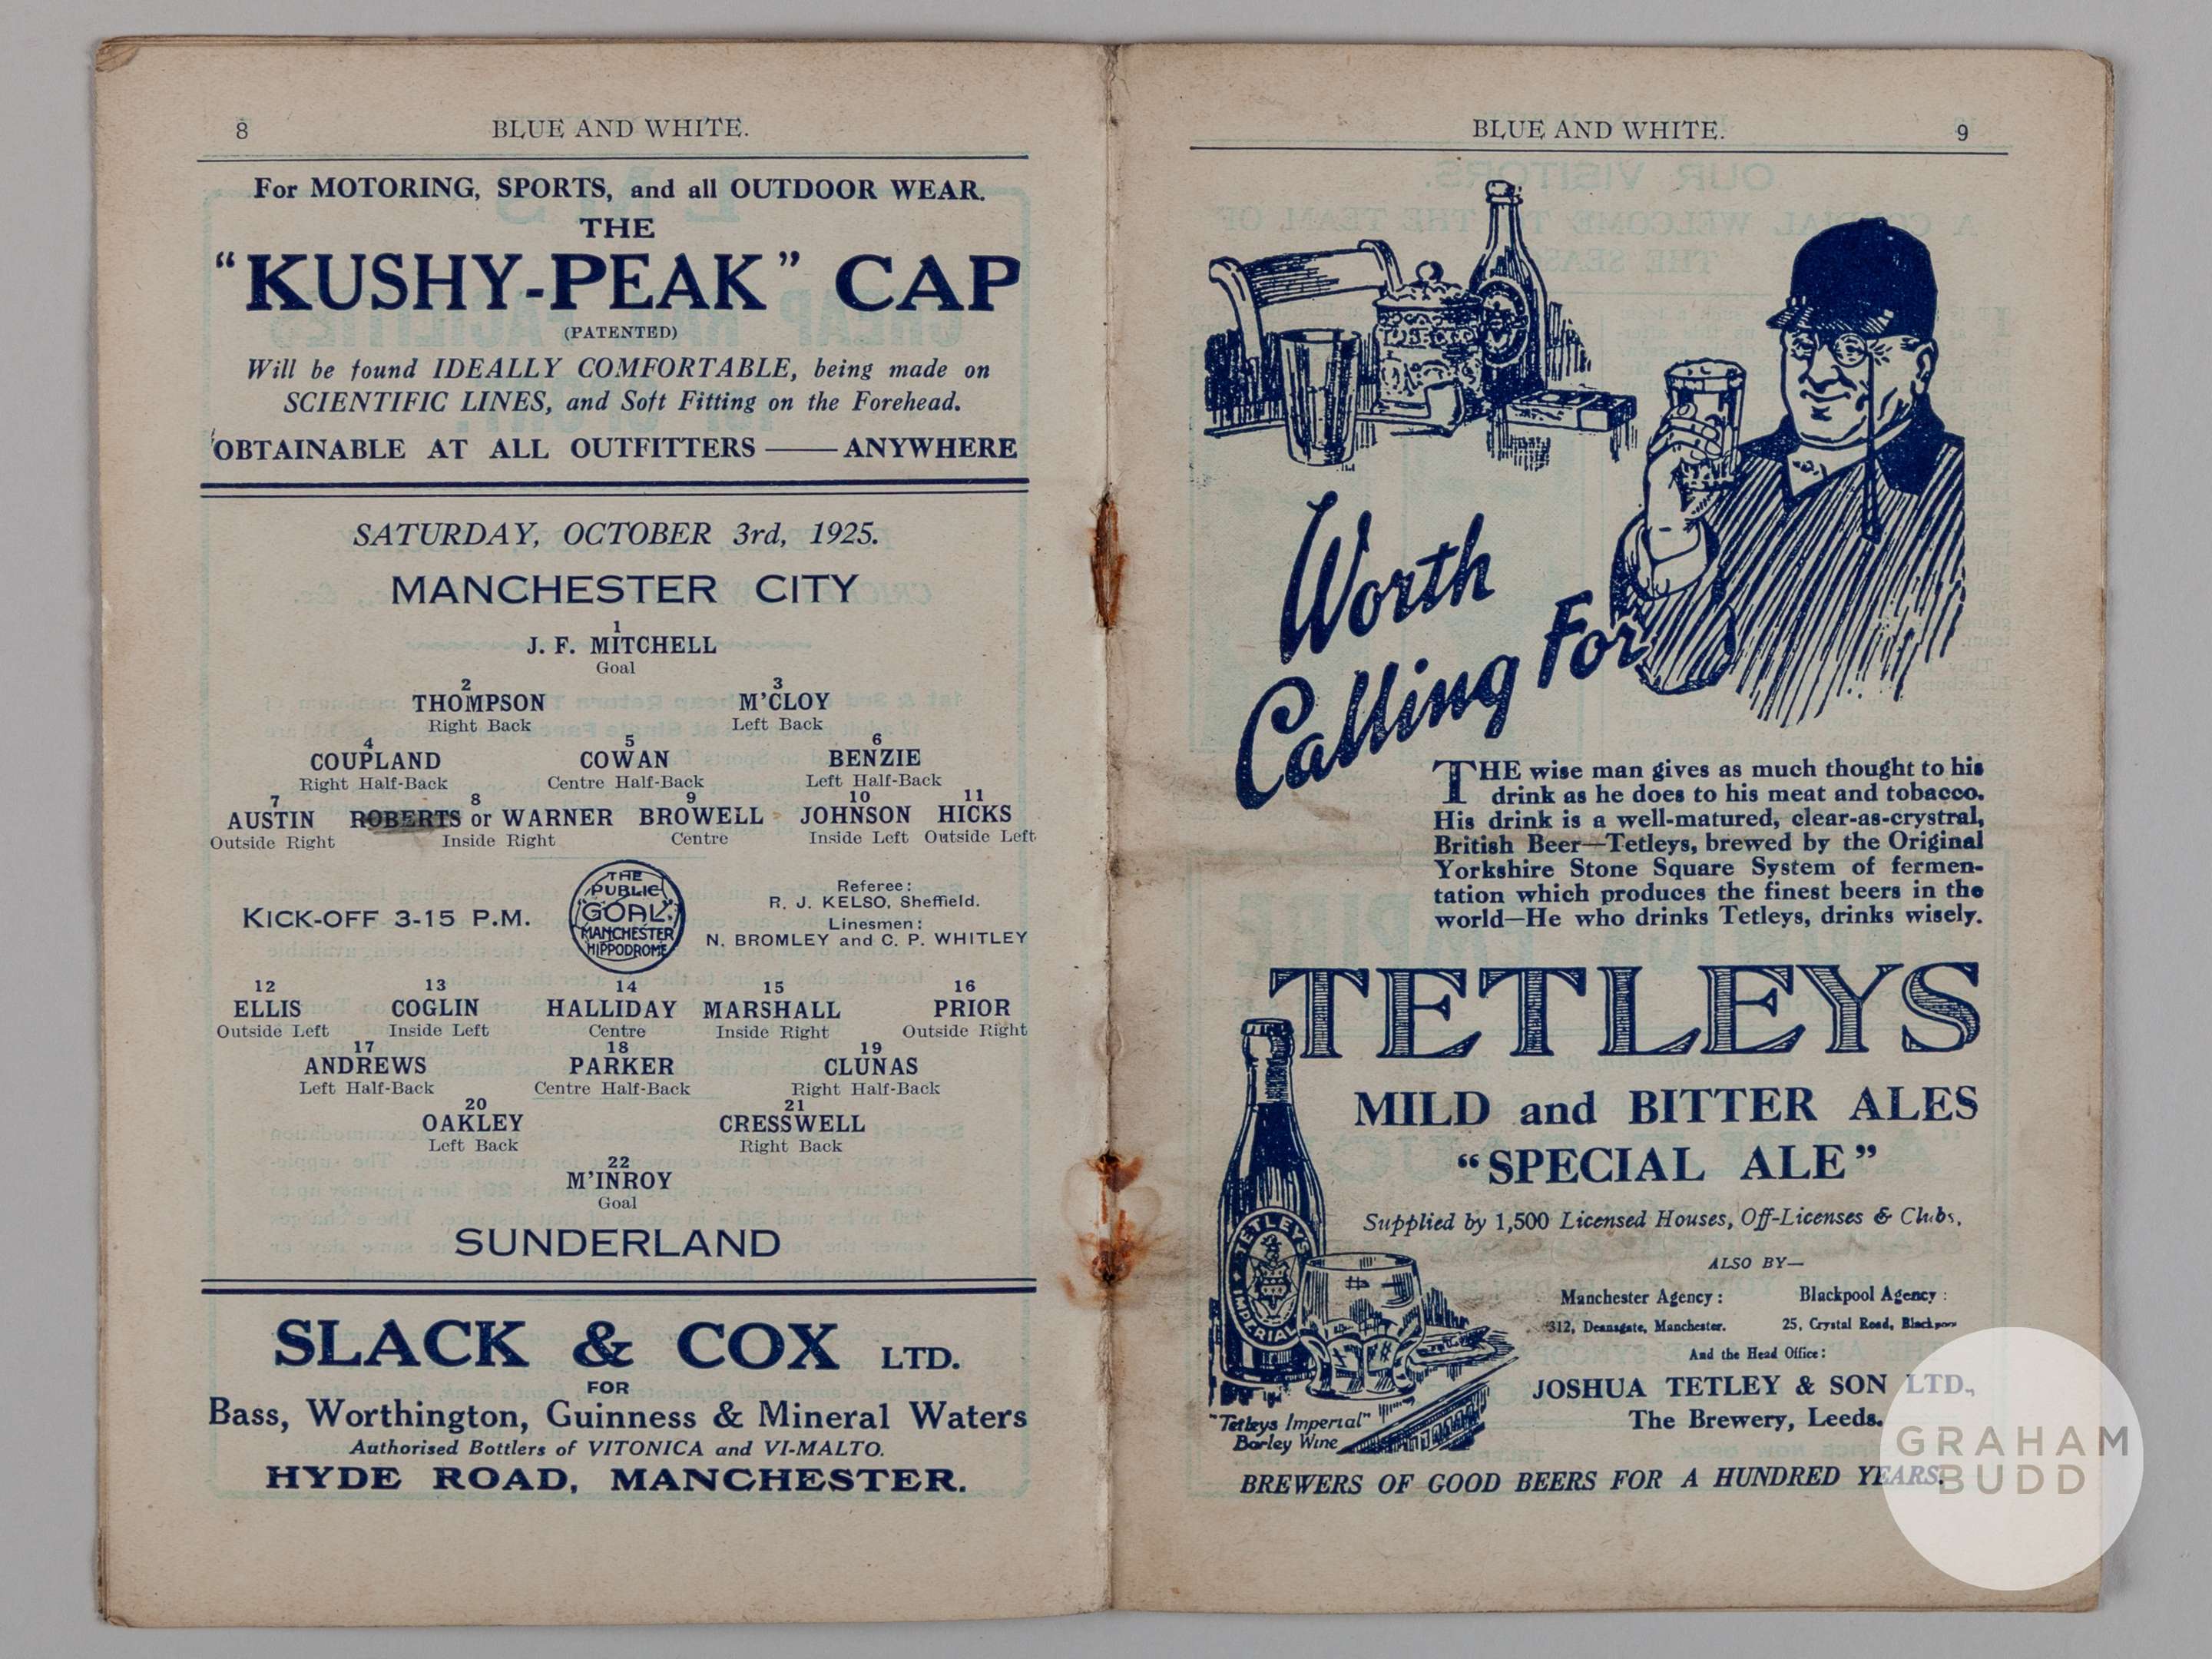 8
BLUE AND WHITE.
For MOTORING, SPORTS, and all OUTDOOR WEAR.
THE
“KUSHY-PEAK” CAP
(PATENTED)
Will be found IDEALLY COMFORTABLE, being made on
SCIENTIFIC LINES, and Soft Fitting on the Forehead.
OBTAINABLE AT ALL OUTFITTERS —— ANYWHERE
SATURDAY, OCTOBER 3rd, 1925.
MANCHESTER CITY
1
J. F. MITCHELL
Goal
2 3
THOMPSON M’CLOY
Right Back Left Back
4 5 6
COUPLAND COWAN BENZIE
Right Half-Back Centre Half-Back Left Half-Back
7 8 9 10 11
AUSTIN ROBERTS or WARNER BROWELL JOHNSON HICKS
Outside Right Inside Right Centre Inside Left Outside Left
KICK-OFF 3-15 P.M.
THE
PUBLIC
GOAL.
MANCHESTER
HIPPODROME
Referee:
R. J. KELSO, Sheffield.
Linesmen:
N. BROMLEY and C. P. WHITLEY
12 13 14 15 16
ELLIS COGLIN HALLIDAY MARSHALL PRIOR
Outside Left Inside Left Centre Inside Right Outside Right
17 18 19
ANDREWS PARKER CLUNAS
Left Half-Back Centre Half-Back Right Half-Back
20 21
OAKLEY CRESSWELL
Left Back Right Back
22
M’INROY
Goal
SUNDERLAND
SLACK & COX LTD.
FOR
Bass, Worthington, Guinness & Mineral Waters
Authorised Bottlers of VITONICA and VI-MALTO.
HYDE ROAD, MANCHESTER.
BLUE AND WHITE.
9
Worth
Calling For
THE wise man gives as much thought to his
drink as he does to his meat and tobacco.
His drink is a well-matured, clear-as-crystral,
British Beer—Tetleys, brewed by the Original
Yorkshire Stone Square System of fermen-
tation which produces the finest beers in the
world—He who drinks Tetleys, drinks wisely.
TETLEYS
MILD and BITTER ALES
“SPECIAL ALE”
Supplied by 1,500 Licensed Houses, Off-Licenses & Clubs,
ALSO BY—
Manchester Agency: Blackpool Agency:
312, Deansgate, Manchester. 25, Crystal Road, Blackpool
And the Head Office:
JOSHUA TETLEY & SON LTD.,
The Brewery, Leeds.
TETLEYS
IMPERIAL
“Tetleys Imperial”
Barley Wine
BREWERS OF GOOD BEERS FOR A HUNDRED YEARS.
GRAHAM
BUDD